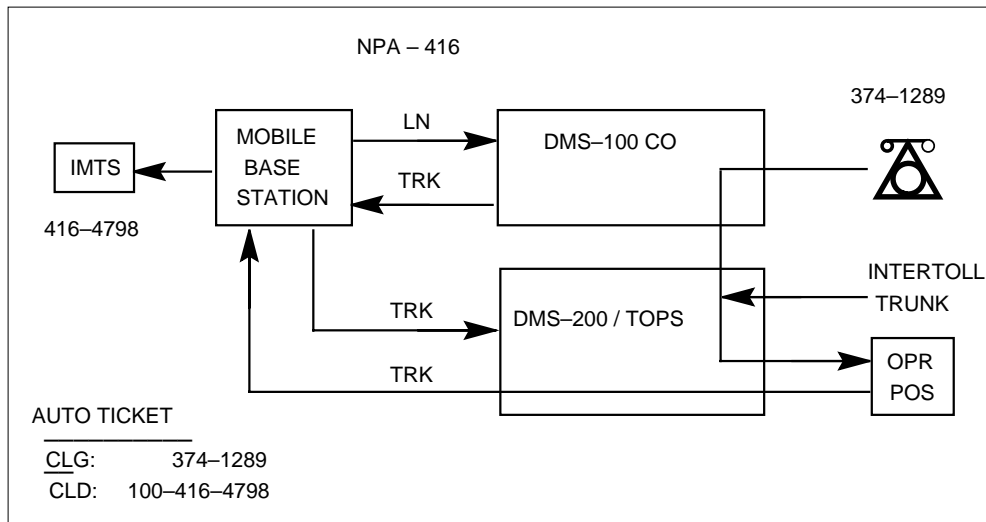 NPA – 416
374–1289
LN
MOBILE
BASE
STATION
DMS–100 CO
IMTS
TRK
416–4798
INTERTOLL
TRUNK
TRK
DMS–200 / TOPS
OPR
POS
TRK
AUTO TICKET
CLG: 374–1289
CLD: 100–416–4798